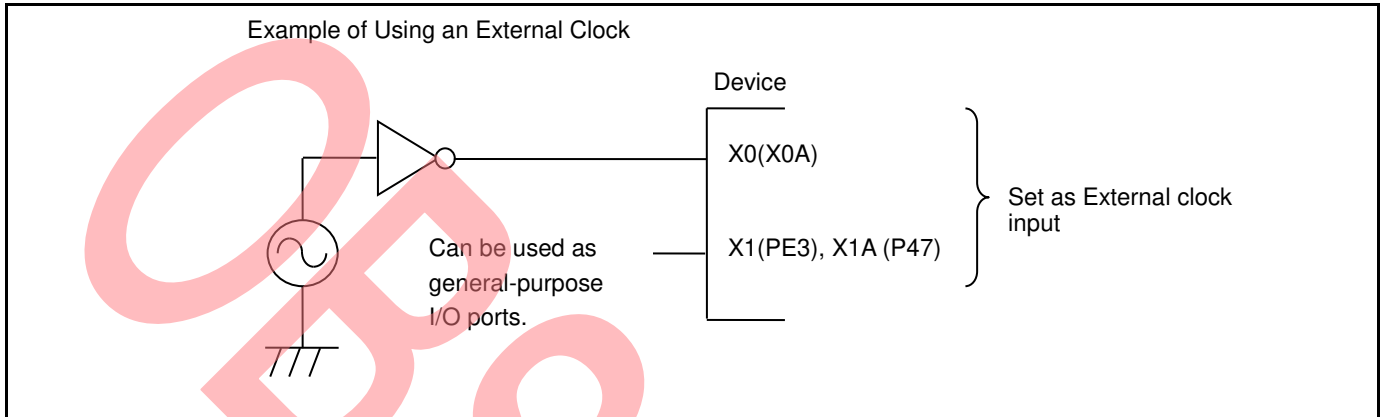 Example of Using an External Clock
Device
X0(X0A)
Set as External clock
input
Can be used as
general-purpose
I/O ports.
X1(PE3), X1A (P47)